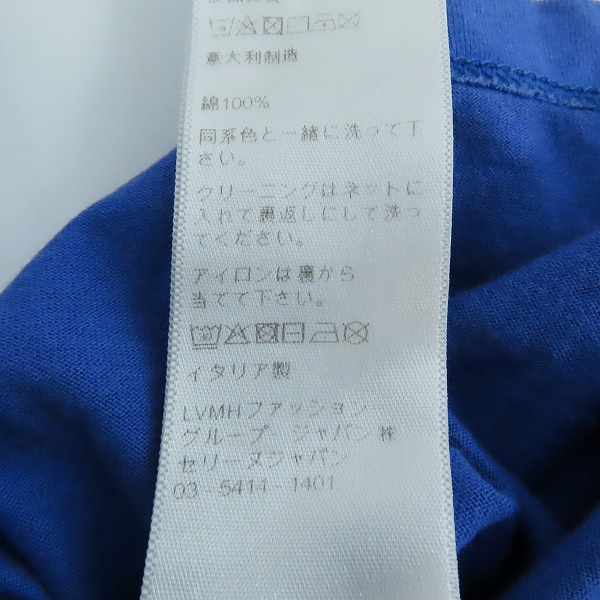 意大利制造
綿100%
同系色と一緒に洗って下
さい。
クリーニングはネットに
入れて裏返しにして洗っ
てください。
アイロンは裏から
当てて下さい。
イタリア製
LVMHファッション・
グループ・ジャパン㈱
セリーヌジャパン
03-5414-1401